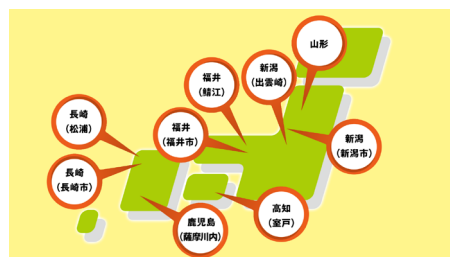 山形
新潟
（出雲崎）
福井
（鯖江）
長崎
（松浦）
福井
（福井市）
新潟
（新潟市）
長崎
（長崎市）
高知
（室戸）
鹿児島
（薩摩川内）